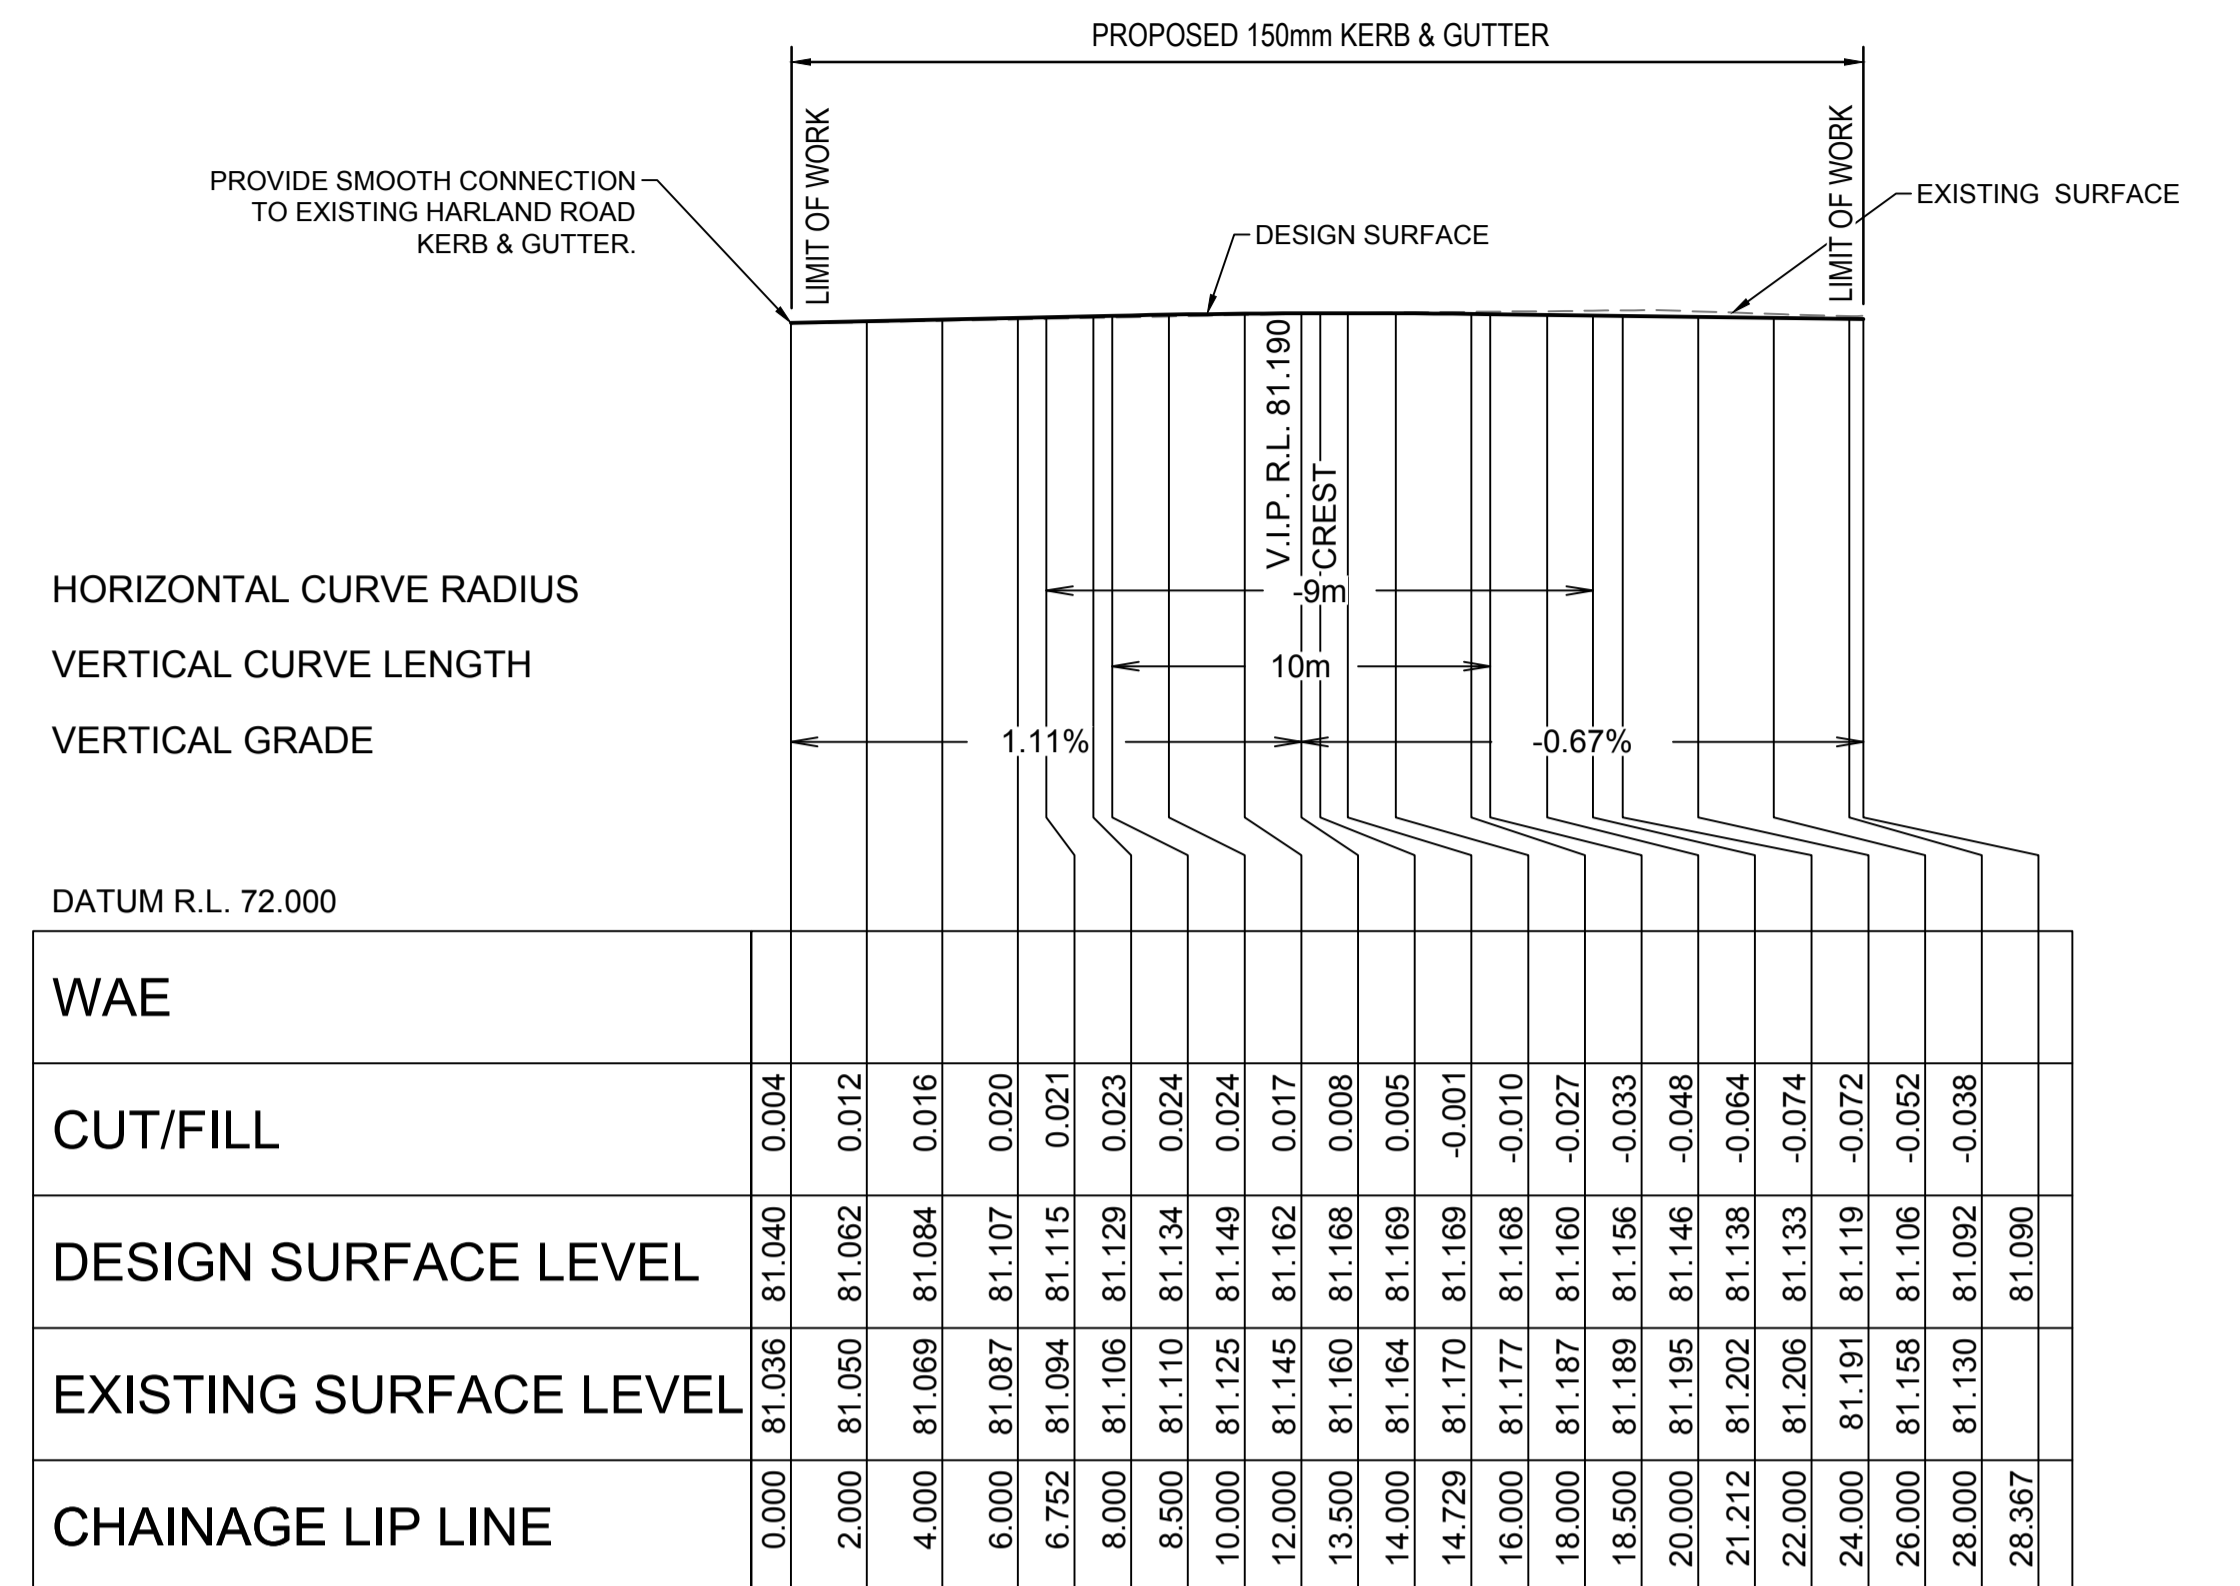 PROPOSED 150mm KERB & GUTTER
LIMIT OF WORK
LIMIT OF WORK
PROVIDE SMOOTH CONNECTION
TO EXISTING HARLAND ROAD
KERB & GUTTER.
EXISTING SURFACE
DESIGN SURFACE
V.I.P. R.L. 81.190
CREST
HORIZONTAL CURVE RADIUS -9m
VERTICAL CURVE LENGTH 10m
VERTICAL GRADE 1.11% -0.67%
DATUM R.L. 72.000
WAE
CUT/FILL 0.004 0.012 0.016 0.020 0.021 0.023 0.024 0.024 0.017 0.008 0.005 -0.001 -0.010 -0.027 -0.033 -0.048 -0.064 -0.074 -0.072 -0.052 -0.038
DESIGN SURFACE LEVEL 81.040 81.062 81.084 81.107 81.115 81.129 81.134 81.149 81.162 81.168 81.169 81.169 81.168 81.160 81.156 81.146 81.138 81.133 81.119 81.106 81.092 81.090
EXISTING SURFACE LEVEL 81.036 81.050 81.069 81.087 81.094 81.106 81.110 81.125 81.145 81.160 81.164 81.170 81.177 81.187 81.189 81.195 81.202 81.206 81.191 81.158 81.130
CHAINAGE LIP LINE 0.000 2.000 4.000 6.000 6.752 8.000 8.500 10.000 12.000 13.500 14.000 14.729 16.000 18.000 18.500 20.000 21.212 22.000 24.000 26.000 28.000 28.367